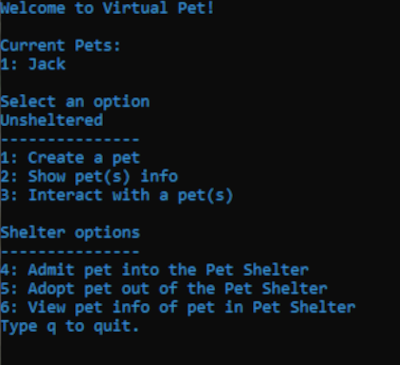 Welcome to Virtual Pet!
Current Pets:
1: Jack
Select an option
Unsheltered
---------------
1: Create a pet
2: Show pet(s) info
3: Interact with a pet(s)
Shelter options
---------------
4: Admit pet into the Pet Shelter
5: Adopt pet out of the Pet Shelter
6: View pet info of pet in Pet Shelter
Type q to quit.